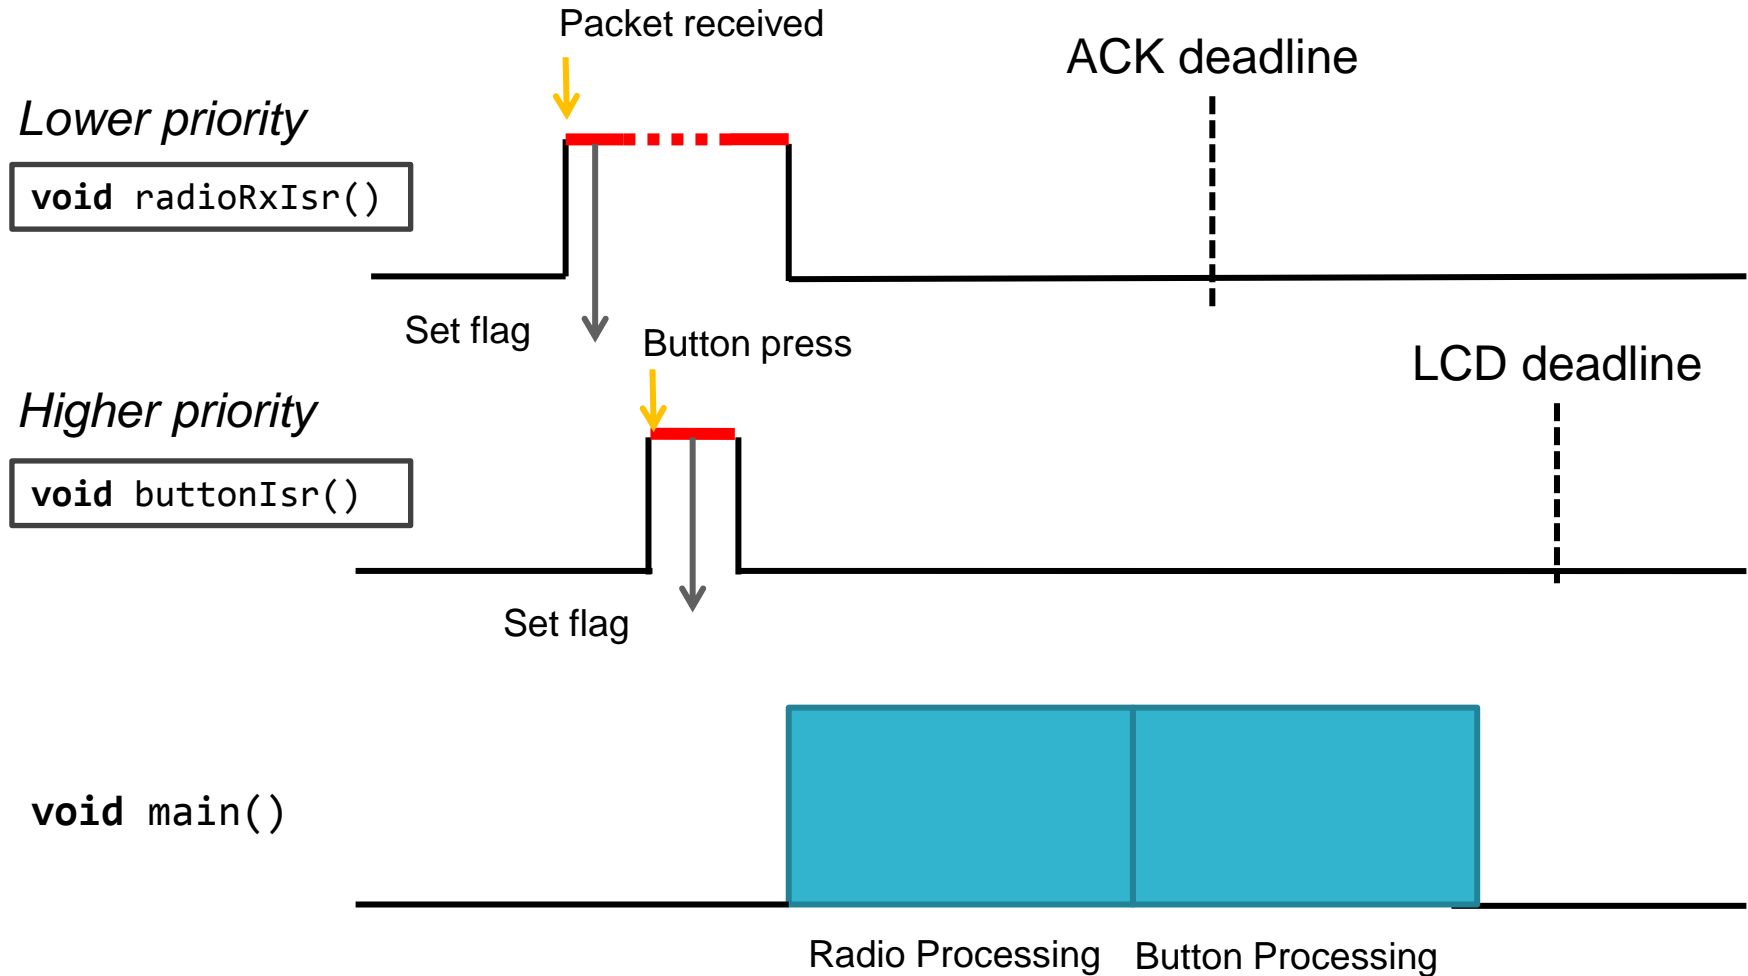 Packet received
ACK deadline
Lower priority
void radioRxIsr()
Set flag
Button press
LCD deadline
Higher priority
void buttonIsr()
Set flag
void main()
Radio Processing
Button Processing